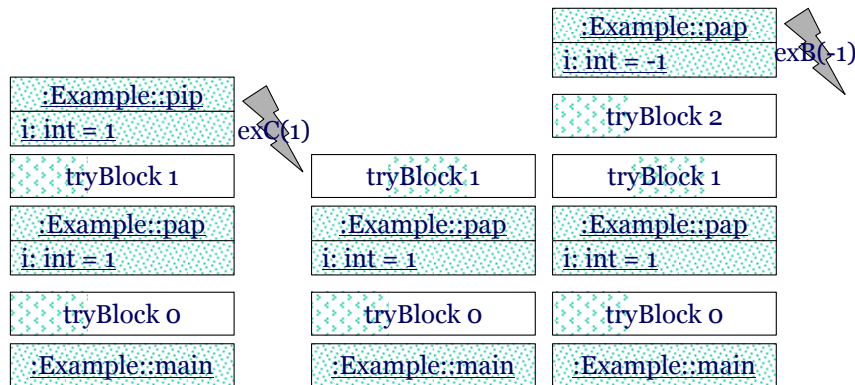 :Example::pip
i: int = 1
exC(1)
tryBlock 1
:Example::pap
i: int = 1
tryBlock 0
:Example::main
tryBlock 1
:Example::pap
i: int = 1
tryBlock 0
:Example::main
:Example::pap
i: int = -1
exB(-1)
tryBlock 2
tryBlock 1
:Example::pap
i: int = 1
tryBlock 0
:Example::main